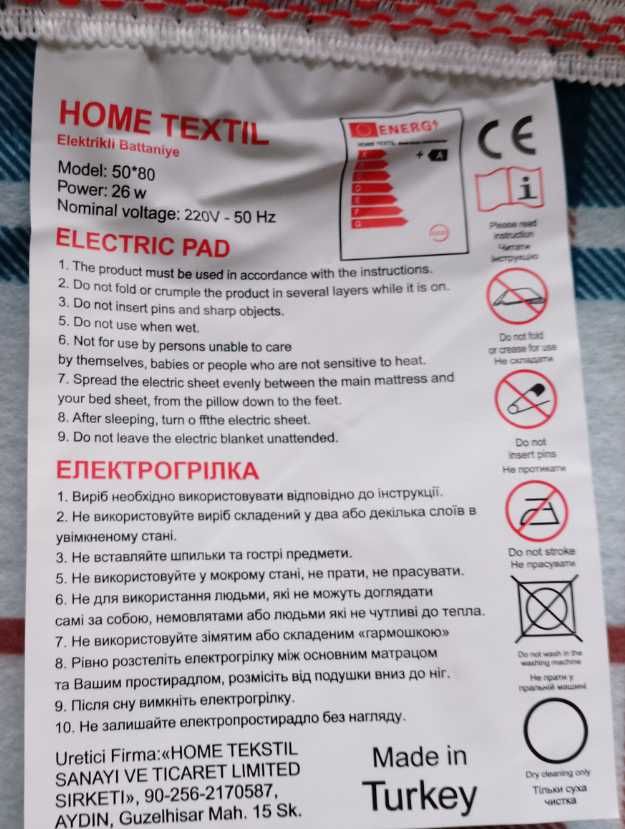 HOME TEXTIL
Elektrikli Battaniye
Model: 50*80
Power: 26 w
Nominal voltage: 220V - 50 Hz
ENERG
HOME TEXTIL
+ A
CE
i
Please read
instruction
Читати
інструкцію
ELECTRIC PAD
1. The product must be used in accordance with the instructions.
2. Do not fold or crumple the product in several layers while it is on.
3. Do not insert pins and sharp objects.
5. Do not use when wet.
6. Not for use by persons unable to care
by themselves, babies or people who are not sensitive to heat.
7. Spread the electric sheet evenly between the main mattress and
your bed sheet, from the pillow down to the feet.
8. After sleeping, turn o ffthe electric sheet.
9. Do not leave the electric blanket unattended.
Do not fold
or crease for use
Не складати
Do not
insert pins
Не протикати
ЕЛЕКТРОГРІЛКА
1. Виріб необхідно використовувати відповідно до інструкції.
2. Не використовуйте виріб складений у два або декілька слоїв в
увімкненому стані.
3. Не вставляйте шпильки та гострі предмети.
5. Не використовуйте у мокрому стані, не прати, не прасувати.
6. Не для використання людьми, які не можуть доглядати
самі за собою, немовлятами або людьми які не чутливі до тепла.
7. Не використовуйте зімятим або складеним «гармошкою»
8. Рівно розстеліть електрогрілку між основним матрацом
та Вашим простирадлом, розмісіть від подушки вниз до ніг.
9. Після сну вимкніть електрогрілку.
10. Не залишайте електропростирадло без нагляду.
Do not stroke
Не прасувати
Do not wash in the
washing machine
Не прати у
пральній машині
Dry cleaning only
Тільки суха
чистка
Uretici Firma:«HOME TEKSTIL
SANAYI VE TICARET LIMITED
SIRKETI», 90-256-2170587,
AYDIN, Guzelhisar Mah. 15 Sk.
Made in
Turkey